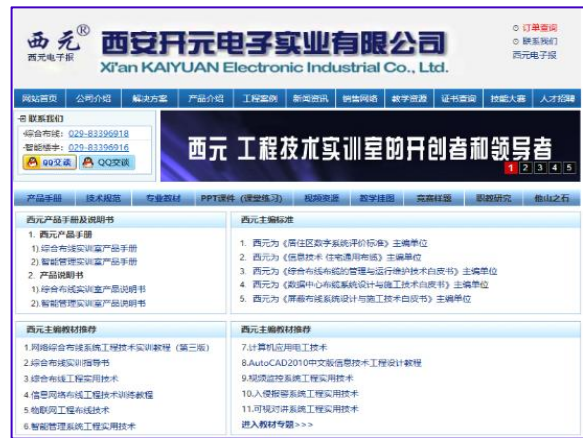 西元®
西元电子报
西安开元电子实业有限公司
Xi'an KAIYUAN Electronic Industrial Co., Ltd.
订单查询
联系我们
西元电子报
网站首页 公司介绍 解决方案 产品介绍 工程案例 新闻资讯 销售网络 教学资源 证书查询 技能大赛 人才招聘
联系我们
综合布线：029-83396918
智能楼宇：029-83396916
QQ交谈 QQ交谈
西元 工程技术实训室的开创者和领导者
1 2 3 4 5
产品手册 技术规范 专业教材 PPT课件（课堂练习） 视频资源 教学挂图 竞赛样题 职教研究 他山之石
西元产品手册及说明书
1. 西元产品手册
1).综合布线实训室产品手册
2).智能管理实训室产品手册
2. 产品说明书
1).综合布线实训室产品说明书
2).智能管理实训室产品说明书
西元主编标准
1. 西元为《居住区数字系统评价标准》主编单位
2. 西元为《信息技术 住宅通用布缆》主编单位
3. 西元为《综合布线布缆的管理与运行维护技术白皮书》主编单位
4. 西元为《数据中心布缆系统设计与施工技术白皮书》主编单位
5. 西元为《屏蔽布线系统设计与施工技术白皮书》主编单位
西元主编教材推荐
1.网络综合布线系统工程技术实训教程（第三版）
2.综合布线实训指导书
3.综合布线工程实用技术
4.信息网络布线工程技术训练教程
5.物联网工程布线技术
6.智能管理系统工程实用技术
西元主编教材推荐
7.计算机应用电工技术
8.AutoCAD2010中文版信息技术工程设计教程
9.视频监控系统工程实用技术
10.入侵报警系统工程实用技术
11.可视对讲系统工程实用技术
进入教材专题>>>